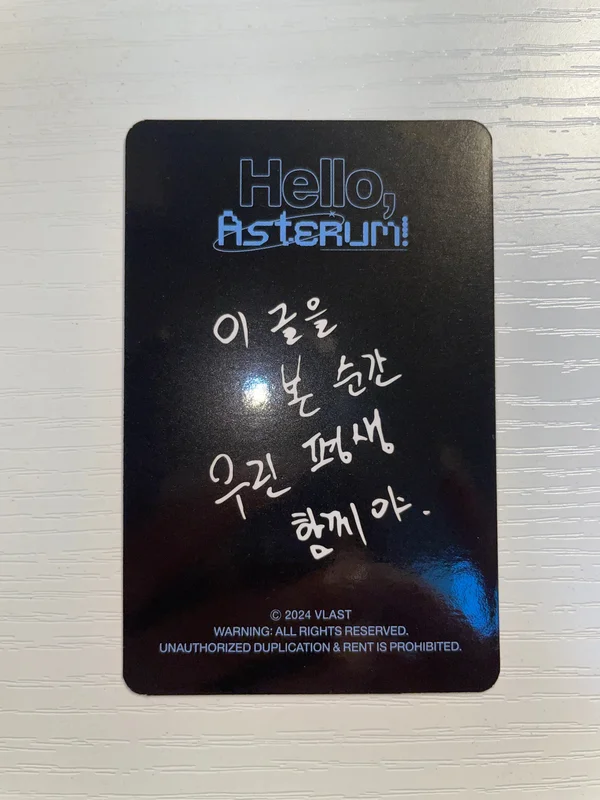 Hello,
Asterum!
이 글을
본 순간
우린 평생
함께야.
© 2024 VLAST
WARNING: ALL RIGHTS RESERVED.
UNAUTHORIZED DUPLICATION & RENT IS PROHIBITED.